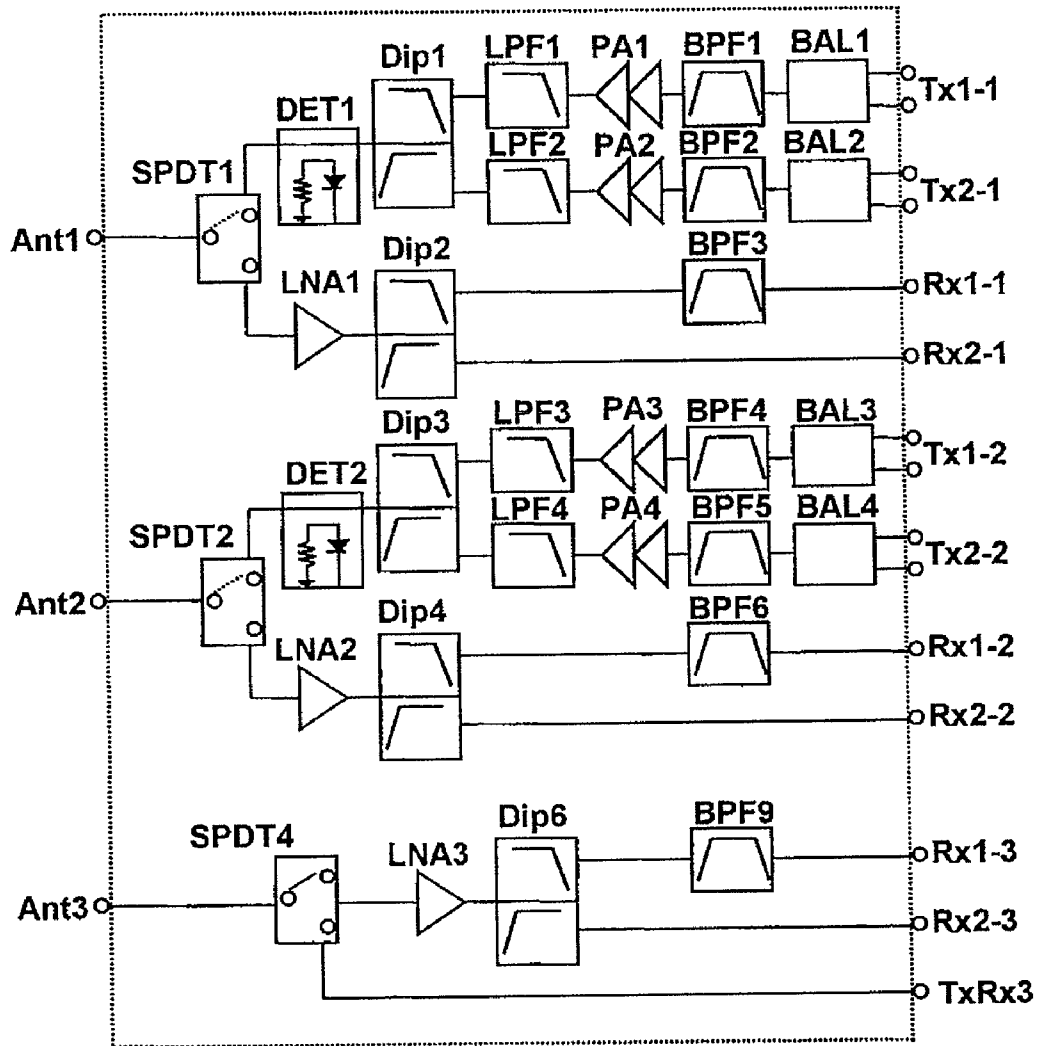 LPF1 PA1 BPF1 BAL1
Dip1
Tx1-1
DET1
LPF2 PA2 BPF2 BAL2
SPDT1
Tx2-1
Ant1
Dip2 BPF3
LNA1
Rx1-1
Rx2-1
LPF3 PA3 BPF4 BAL3
Dip3
Tx1-2
DET2
LPF4 PA4 BPF5 BAL4
SPDT2
Tx2-2
Ant2
Dip4 BPF6
LNA2
Rx1-2
Rx2-2
Dip6 BPF9
SPDT4
LNA3
Rx1-3
Ant3
Rx2-3
TxRx3